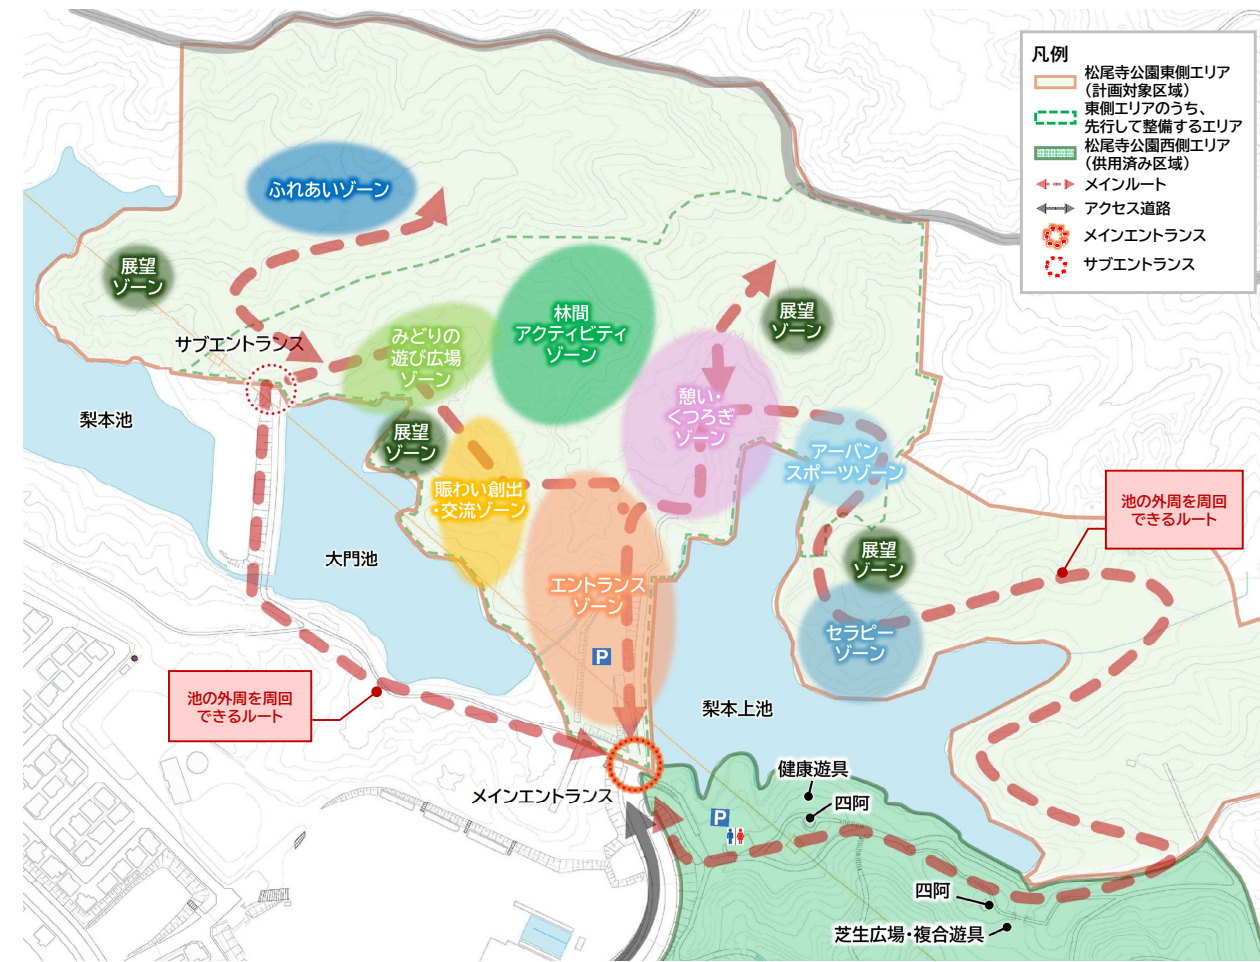 凡例
松尾寺公園東側エリア
（計画対象区域）
東側エリアのうち、
先行して整備するエリア
松尾寺公園西側エリア
（供用済み区域）
メインルート
アクセス道路
メインエントランス
サブエントランス
ふれあいゾーン
展望
ゾーン
サブエントランス
みどりの
遊び広場
ゾーン
林間
アクティビティ
ゾーン
展望
ゾーン
憩い・
くつろぎ
ゾーン
梨本池
展望
ゾーン
アーバン
スポーツゾーン
賑わい創出
・交流ゾーン
池の外周を周回
できるルート
大門池
展望
ゾーン
エントランス
ゾーン
セラピー
ゾーン
P
池の外周を周回
できるルート
梨本上池
メインエントランス
健康遊具
四阿
P
四阿
芝生広場・複合遊具